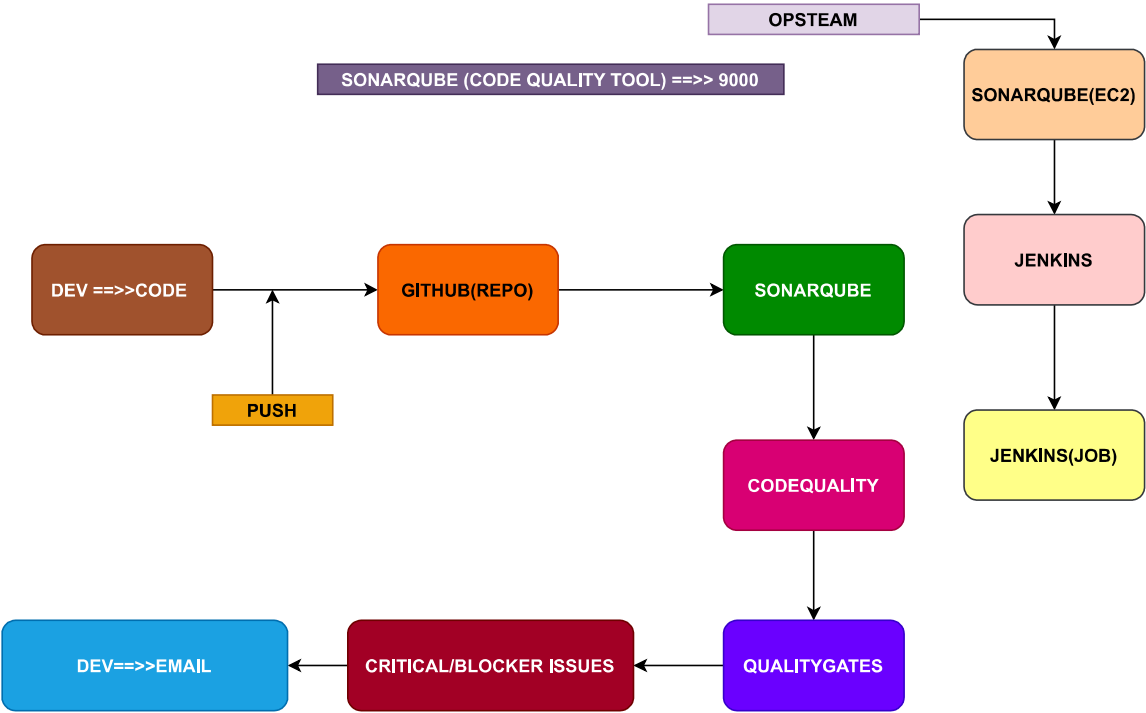 OPSTEAM
SONARQUBE (CODE QUALITY TOOL) ==>> 9000
SONARQUBE(EC2)
DEV ==>>CODE
GITHUB(REPO)
SONARQUBE
JENKINS
PUSH
CODEQUALITY
JENKINS(JOB)
DEV==>>EMAIL
CRITICAL/BLOCKER ISSUES
QUALITYGATES